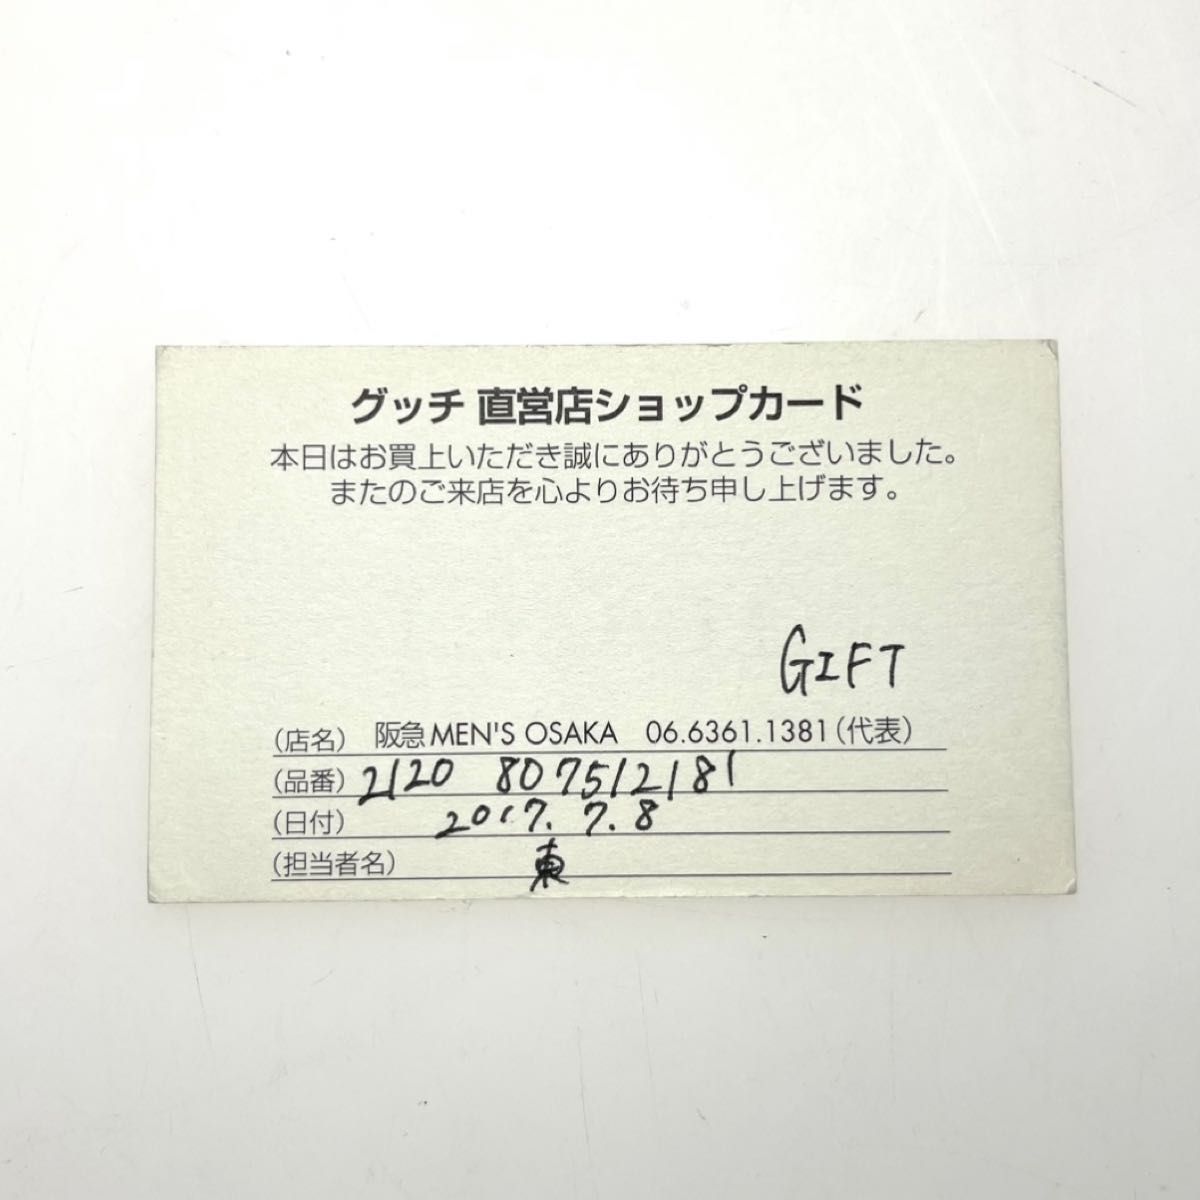 グッチ 直営店ショップカード
本日はお買上いただき誠にありがとうございました。
またのご来店を心よりお待ち申し上げます。
GIFT
(店名) 阪急MEN'S OSAKA 06.6361.1381(代表)
(品番) 2120 807512181
(日付) 2017.7.8
(担当者名) 東